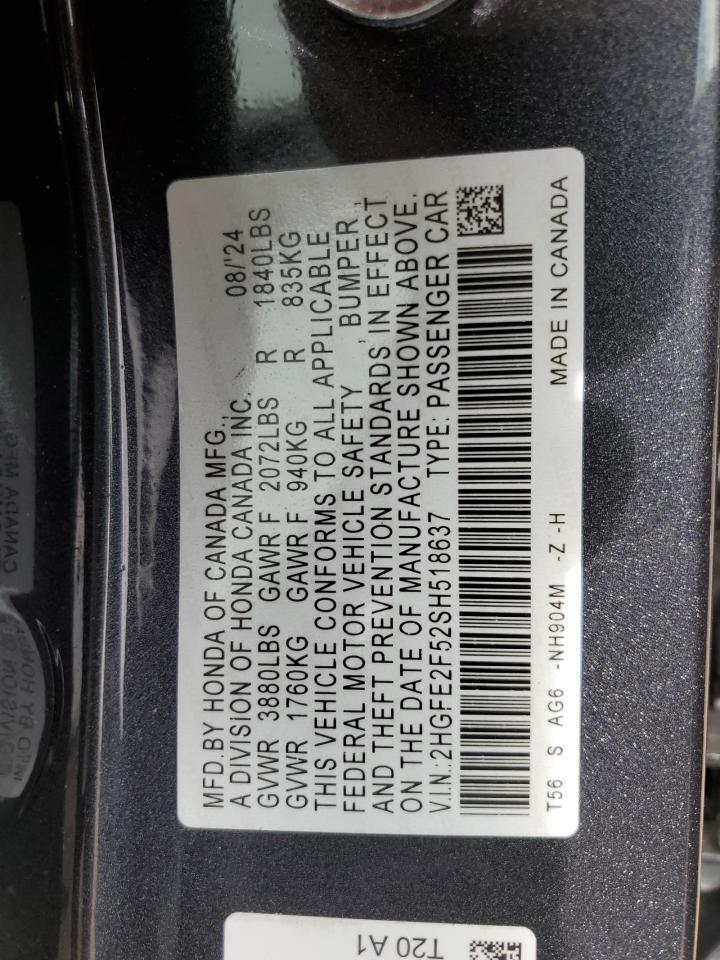 MFD.BY HONDA OF CANADA MFG., 08/'24
A DIVISION OF HONDA CANADA INC.
GVWR 3880LBS GAWR F 2072LBS R 1840LBS
GVWR 1760KG GAWR F 940KG R 835KG
THIS VEHICLE CONFORMS TO ALL APPLICABLE
FEDERAL MOTOR VEHICLE SAFETY , BUMPER ,
AND THEFT PREVENTION STANDARDS IN EFFECT
ON THE DATE OF MANUFACTURE SHOWN ABOVE.
V.I.N.:2HGFE2F52SH518637 TYPE: PASSENGER CAR
T56 S AG6 -NH904M -Z -H MADE IN CANADA
T20 A1